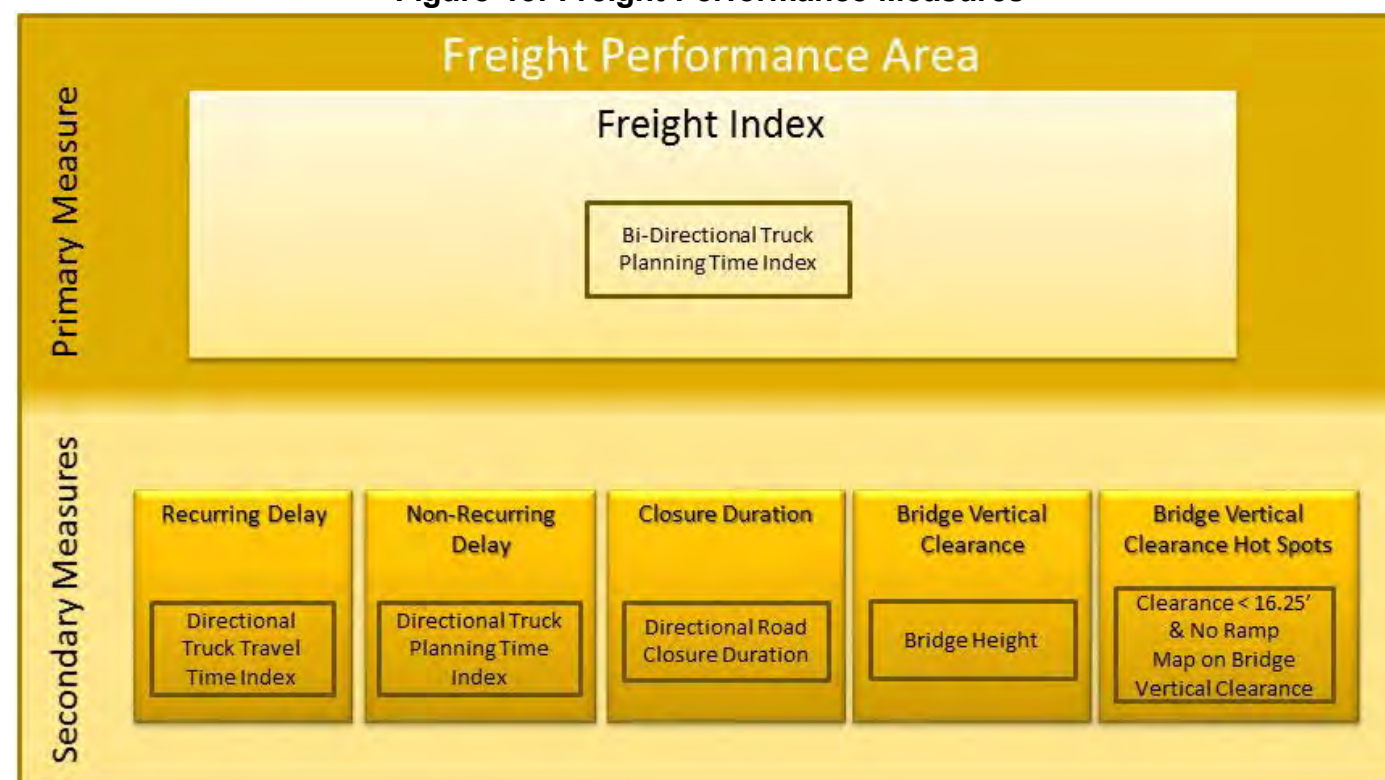 Freight Performance Area
Primary Measure
Freight Index
Bi-Directional Truck
Planning Time Index
Secondary Measures
Recurring Delay
Directional
Truck Travel
Time Index
Non-Recurring
Delay
Directional Truck
Planning Time
Index
Closure Duration
Directional Road
Closure Duration
Bridge Vertical
Clearance
Bridge Height
Bridge Vertical
Clearance Hot Spots
Clearance < 16.25’
& No Ramp
Map on Bridge
Vertical Clearance